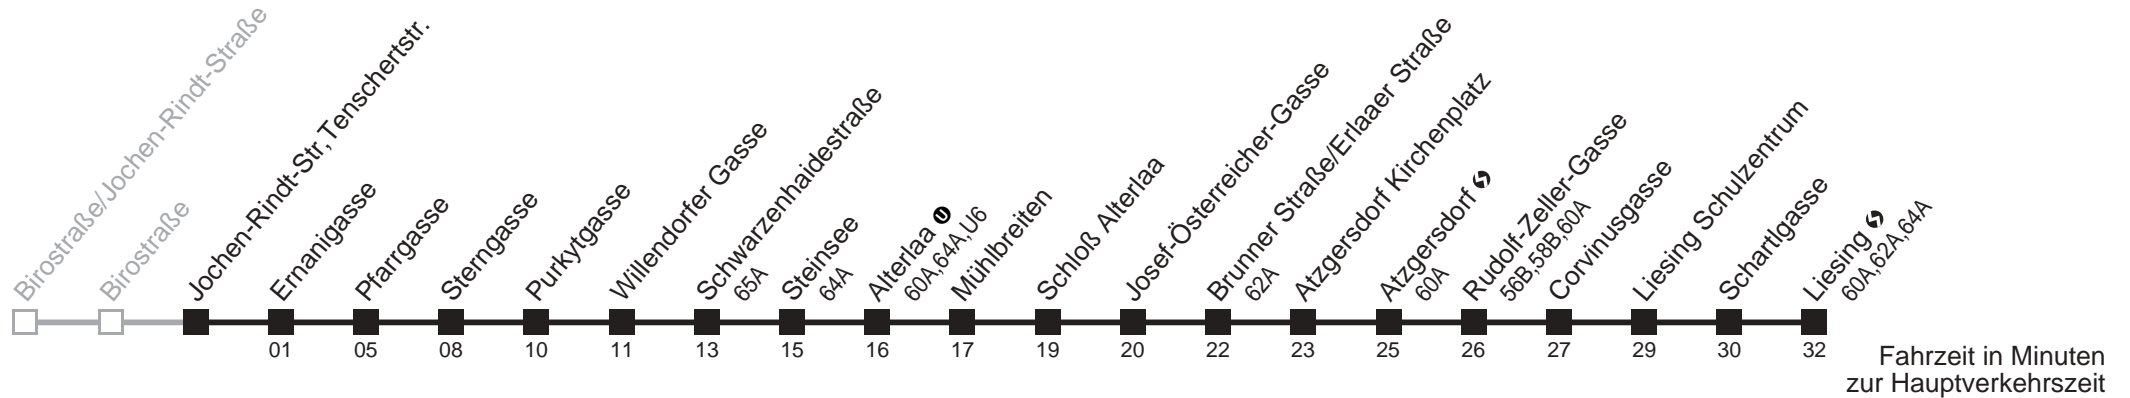 Birostraße/Jochen-Rindt-Straße
Birostraße
Jochen-Rindt-Str,Tenschertstr.
Ernanigasse
Pfarrgasse
Sterngasse
Purkytgasse
Willendorfer Gasse
Schwarzenhaidestraße
65A
Steinsee
64A
Alterlaa U
60A,64A,U6
Mühlbreiten
Schloß Alterlaa
Josef-Österreicher-Gasse
Brunner Straße/Erlaaer Straße
62A
Atzgersdorf Kirchenplatz
Atzgersdorf
60A
Rudolf-Zeller-Gasse
56B,58B,60A
Corvinusgasse
Liesing Schulzentrum
Schartlgasse
Liesing
60A,62A,64A
01 05 08 10 11 13 15 16 17 19 20 22 23 25 26 27 29 30 32
Fahrzeit in Minuten
zur Hauptverkehrszeit